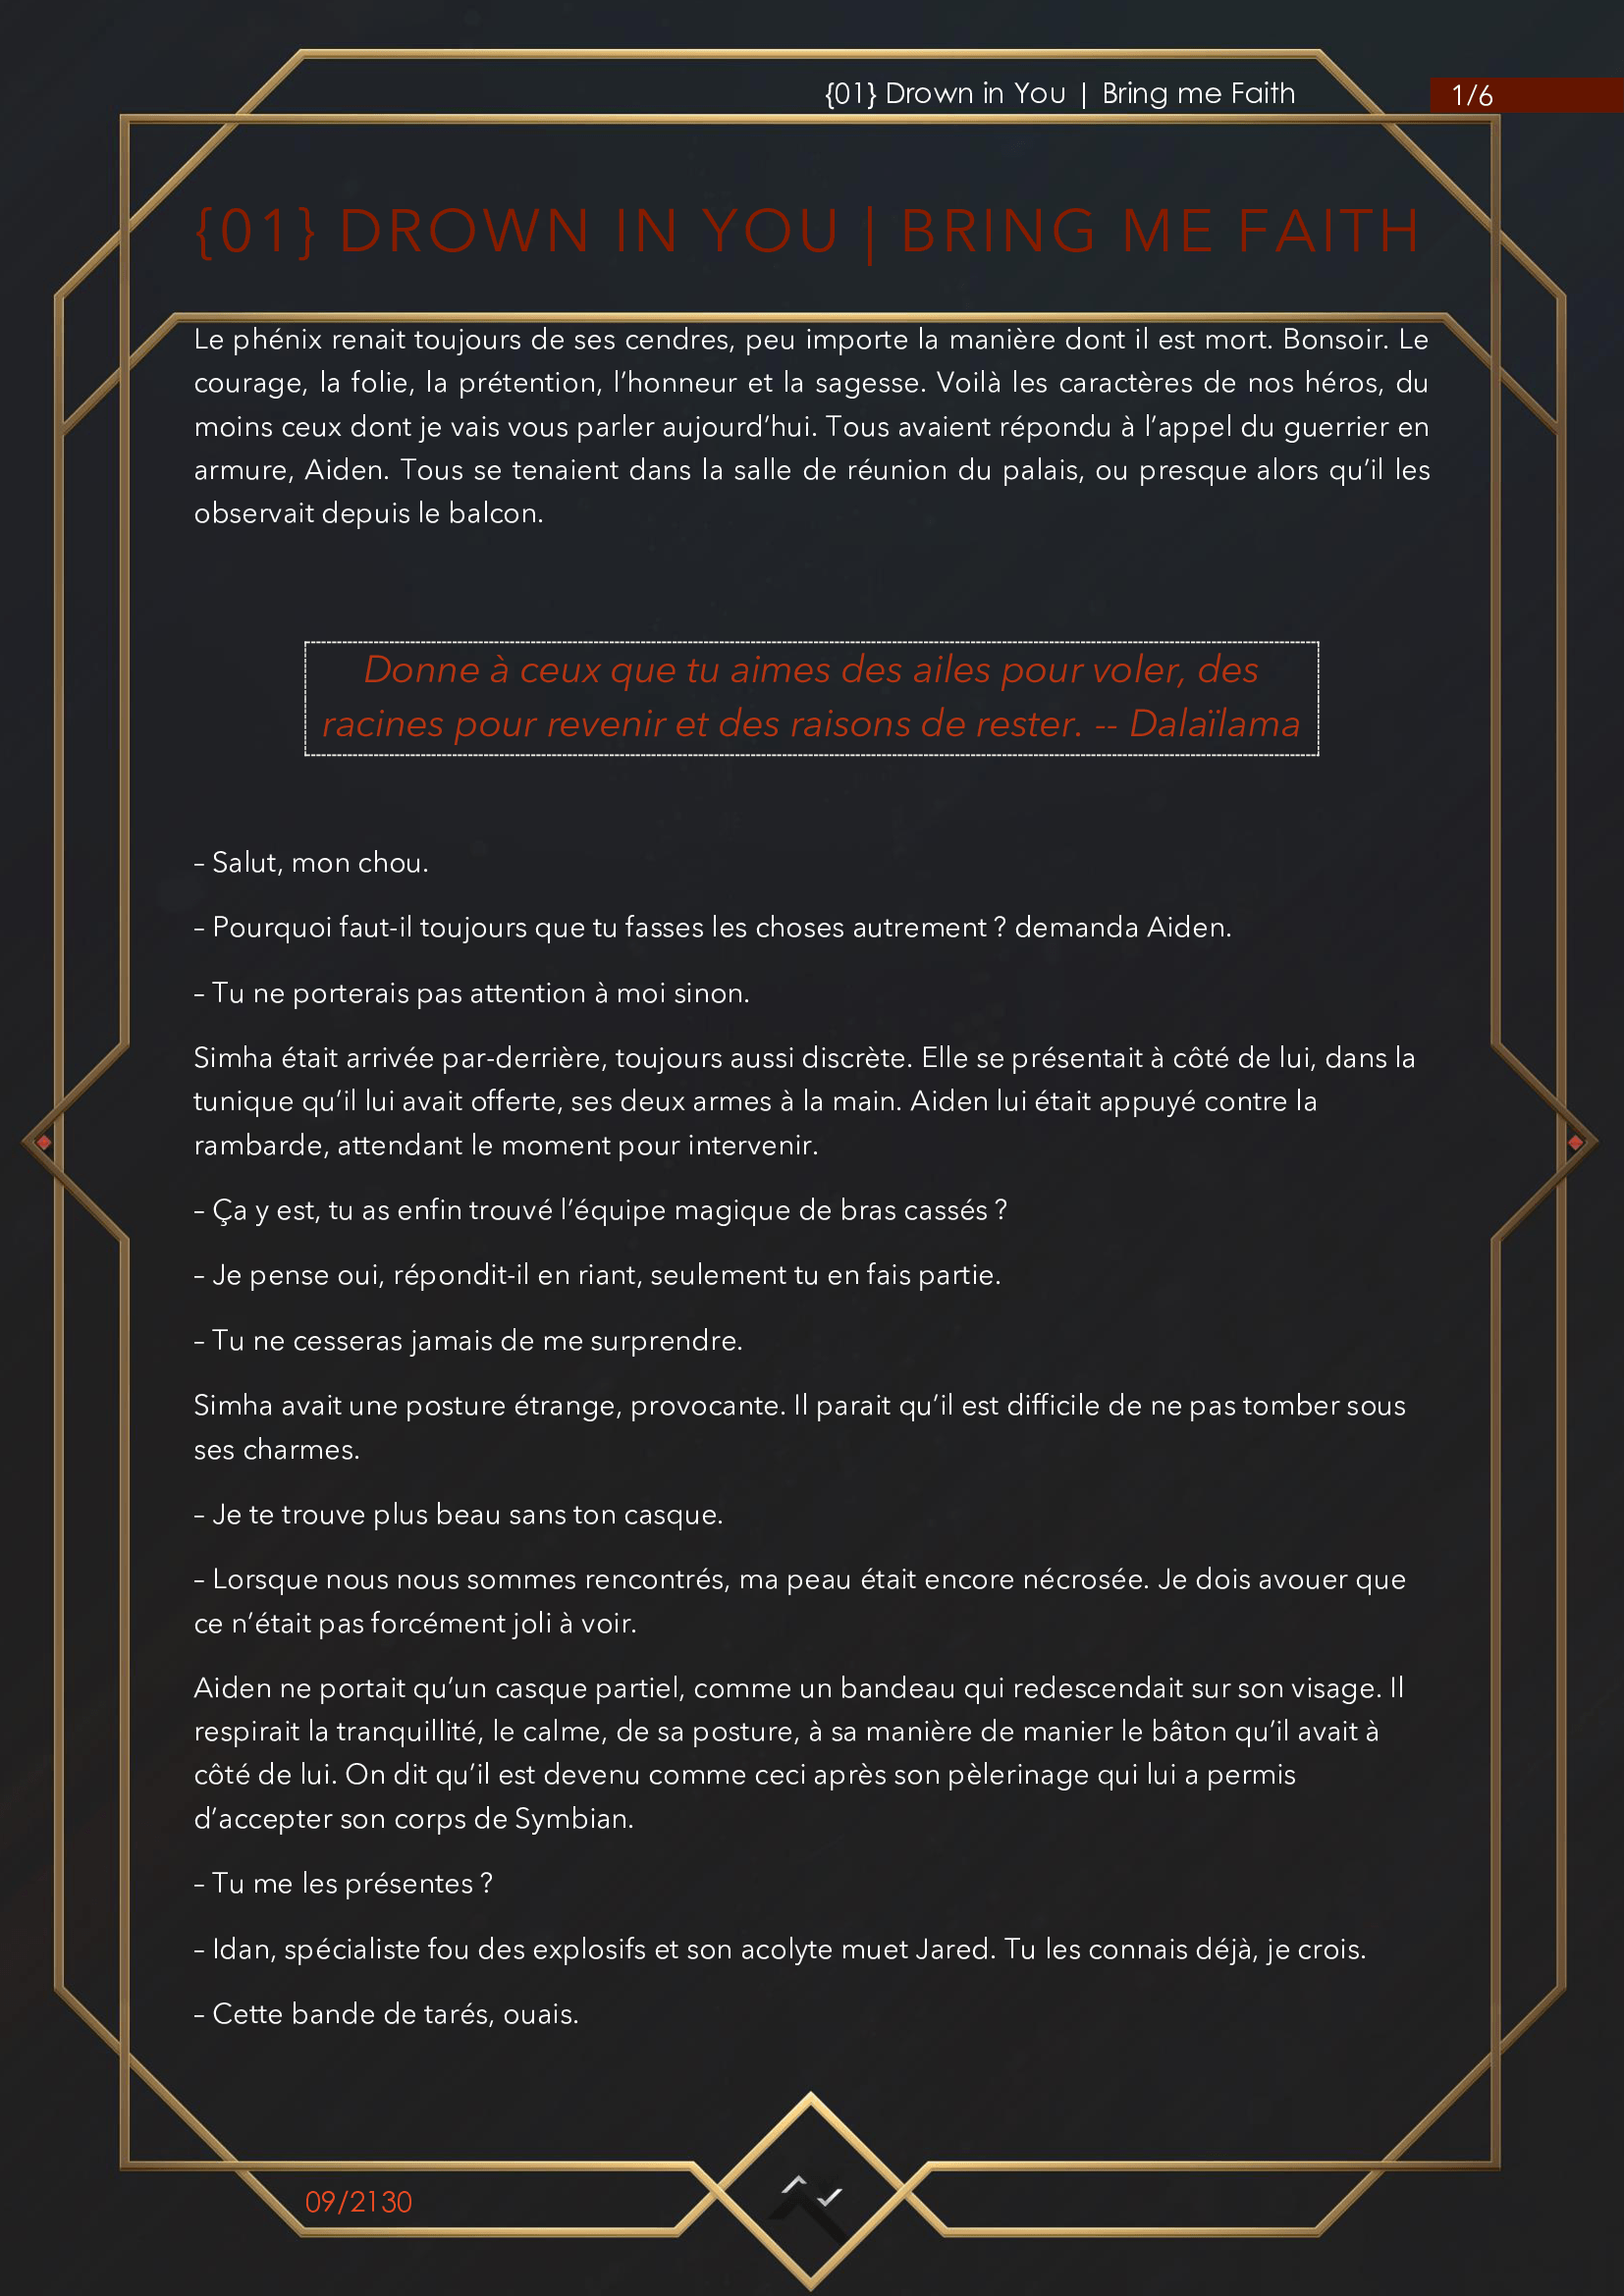 {01} Drown in You | Bring me Faith
1/6
{01} DROWN IN YOU | BRING ME FAITH
Le phénix renait toujours de ses cendres, peu importe la manière dont il est mort. Bonsoir. Le
courage, la folie, la prétention, l’honneur et la sagesse. Voilà les caractères de nos héros, du
moins ceux dont je vais vous parler aujourd’hui. Tous avaient répondu à l’appel du guerrier en
armure, Aiden. Tous se tenaient dans la salle de réunion du palais, ou presque alors qu’il les
observait depuis le balcon.
Donne à ceux que tu aimes des ailes pour voler, des
racines pour revenir et des raisons de rester. -- Dalaïlama
– Salut, mon chou.
– Pourquoi faut-il toujours que tu fasses les choses autrement ? demanda Aiden.
– Tu ne porterais pas attention à moi sinon.
Simha était arrivée par-derrière, toujours aussi discrète. Elle se présentait à côté de lui, dans la
tunique qu’il lui avait offerte, ses deux armes à la main. Aiden lui était appuyé contre la
rambarde, attendant le moment pour intervenir.
– Ça y est, tu as enfin trouvé l’équipe magique de bras cassés ?
– Je pense oui, répondit-il en riant, seulement tu en fais partie.
– Tu ne cesseras jamais de me surprendre.
Simha avait une posture étrange, provocante. Il parait qu’il est difficile de ne pas tomber sous
ses charmes.
– Je te trouve plus beau sans ton casque.
– Lorsque nous nous sommes rencontrés, ma peau était encore nécrosée. Je dois avouer que
ce n’était pas forcément joli à voir.
Aiden ne portait qu’un casque partiel, comme un bandeau qui redescendait sur son visage. Il
respirait la tranquillité, le calme, de sa posture, à sa manière de manier le bâton qu’il avait à
côté de lui. On dit qu’il est devenu comme ceci après son pèlerinage qui lui a permis
d’accepter son corps de Symbian.
– Tu me les présentes ?
– Idan, spécialiste fou des explosifs et son acolyte muet Jared. Tu les connais déjà, je crois.
– Cette bande de tarés, ouais.
09/2130